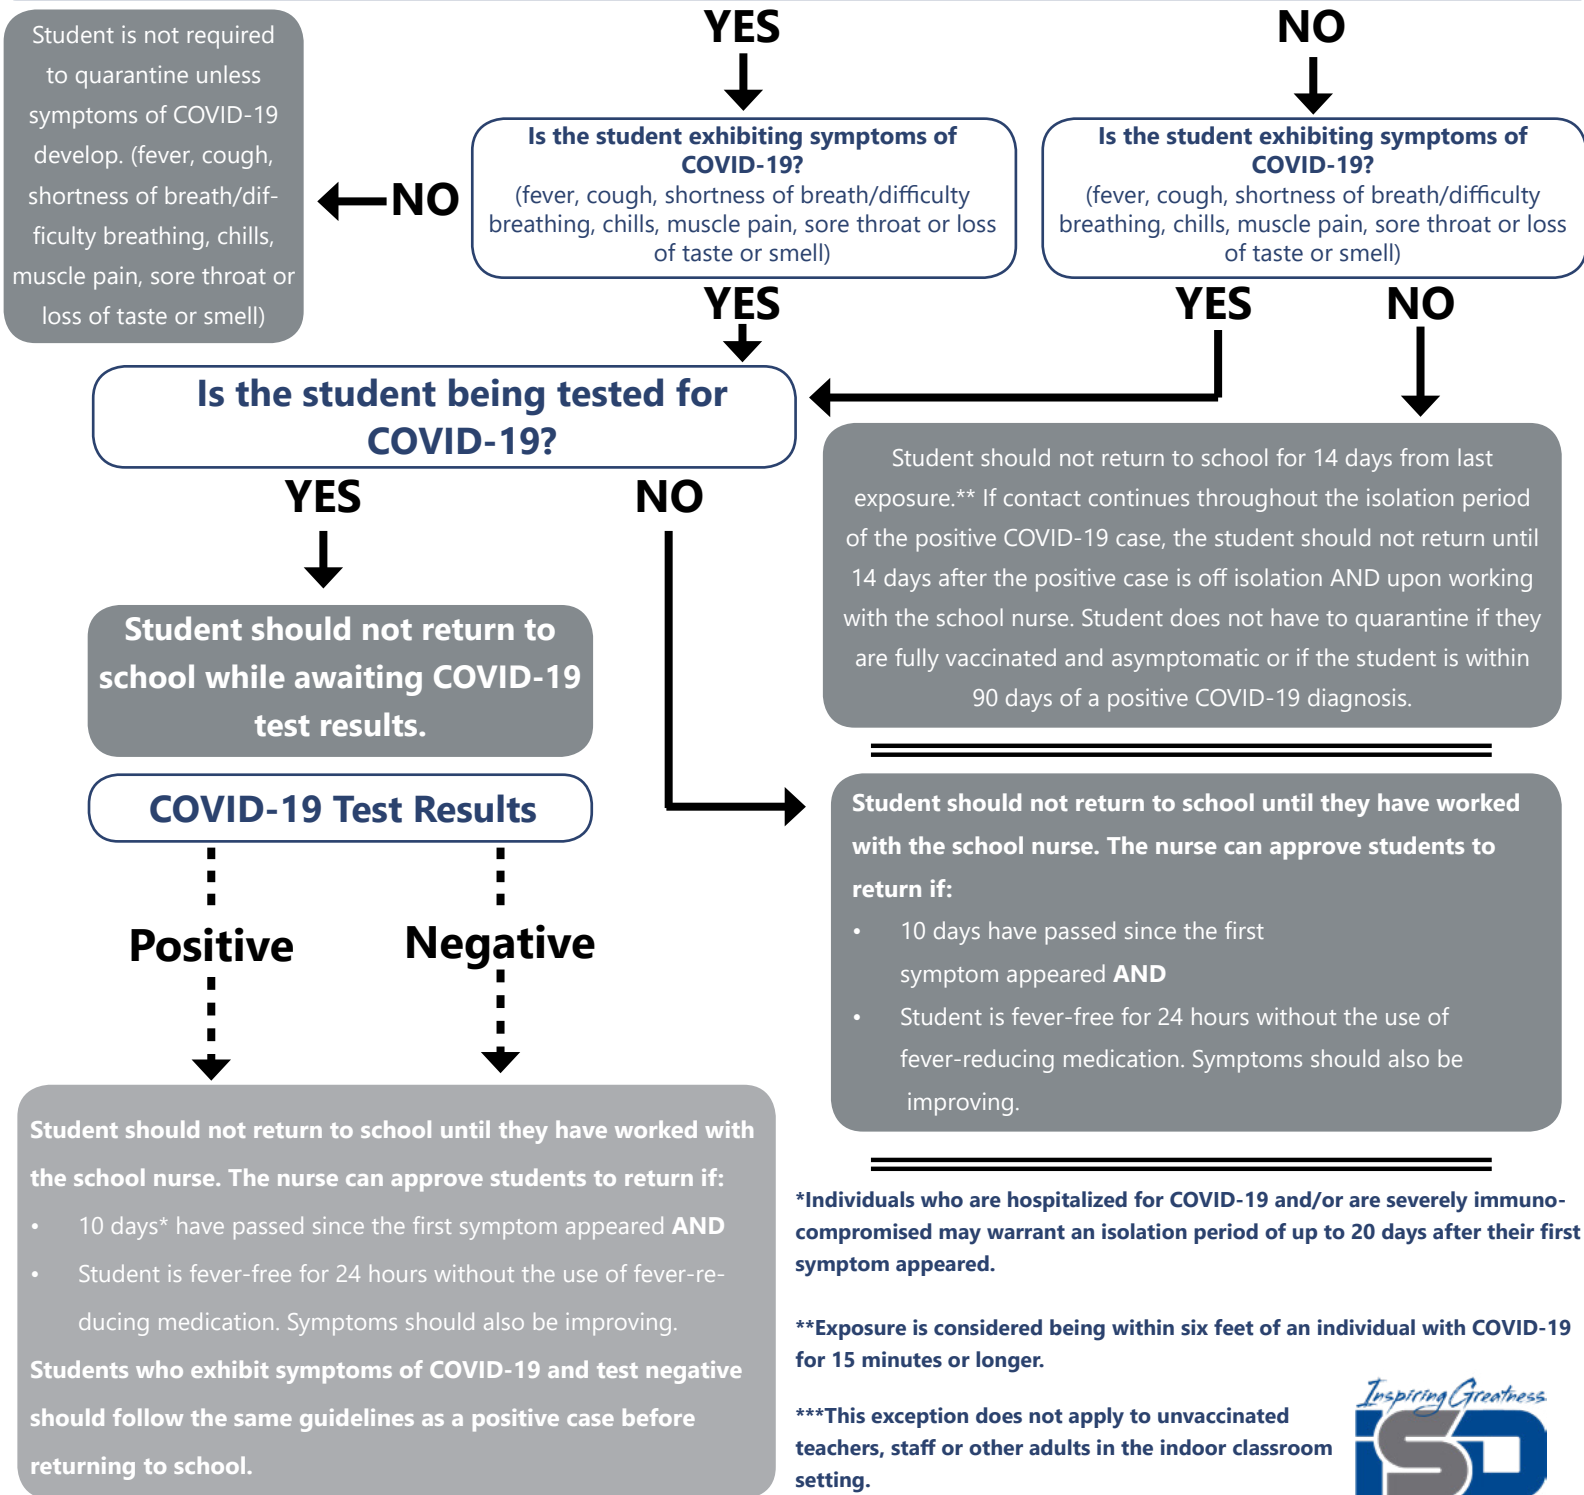 YES
NO
Student is not required
to quarantine unless
symptoms of COVID-19
develop. (fever, cough,
shortness of breath/dif-
ficulty breathing, chills,
muscle pain, sore throat or
loss of taste or smell)
NO
Is the student exhibiting symptoms of
COVID-19?
(fever, cough, shortness of breath/difficulty
breathing, chills, muscle pain, sore throat or loss
of taste or smell)
Is the student exhibiting symptoms of
COVID-19?
(fever, cough, shortness of breath/difficulty
breathing, chills, muscle pain, sore throat or loss
of taste or smell)
YES
YES
NO
Is the student being tested for
COVID-19?
YES
NO
Student should not return to school for 14 days from last
exposure.** If contact continues throughout the isolation period
of the positive COVID-19 case, the student should not return until
14 days after the positive case is off isolation AND upon working
with the school nurse. Student does not have to quarantine if they
are fully vaccinated and asymptomatic or if the student is within
90 days of a positive COVID-19 diagnosis.
Student should not return to
school while awaiting COVID-19
test results.
COVID-19 Test Results
Positive
Negative
Student should not return to school until they have worked
with the school nurse. The nurse can approve students to
return if:
• 10 days have passed since the first
symptom appeared AND
• Student is fever-free for 24 hours without the use of
fever-reducing medication. Symptoms should also be
improving.
Student should not return to school until they have worked with
the school nurse. The nurse can approve students to return if:
• 10 days* have passed since the first symptom appeared AND
• Student is fever-free for 24 hours without the use of fever-re-
ducing medication. Symptoms should also be improving.
Students who exhibit symptoms of COVID-19 and test negative
should follow the same guidelines as a positive case before
returning to school.
*Individuals who are hospitalized for COVID-19 and/or are severely immuno-
compromised may warrant an isolation period of up to 20 days after their first
symptom appeared.
**Exposure is considered being within six feet of an individual with COVID-19
for 15 minutes or longer.
***This exception does not apply to unvaccinated
teachers, staff or other adults in the indoor classroom
setting.
Inspiring Greatness
iSD